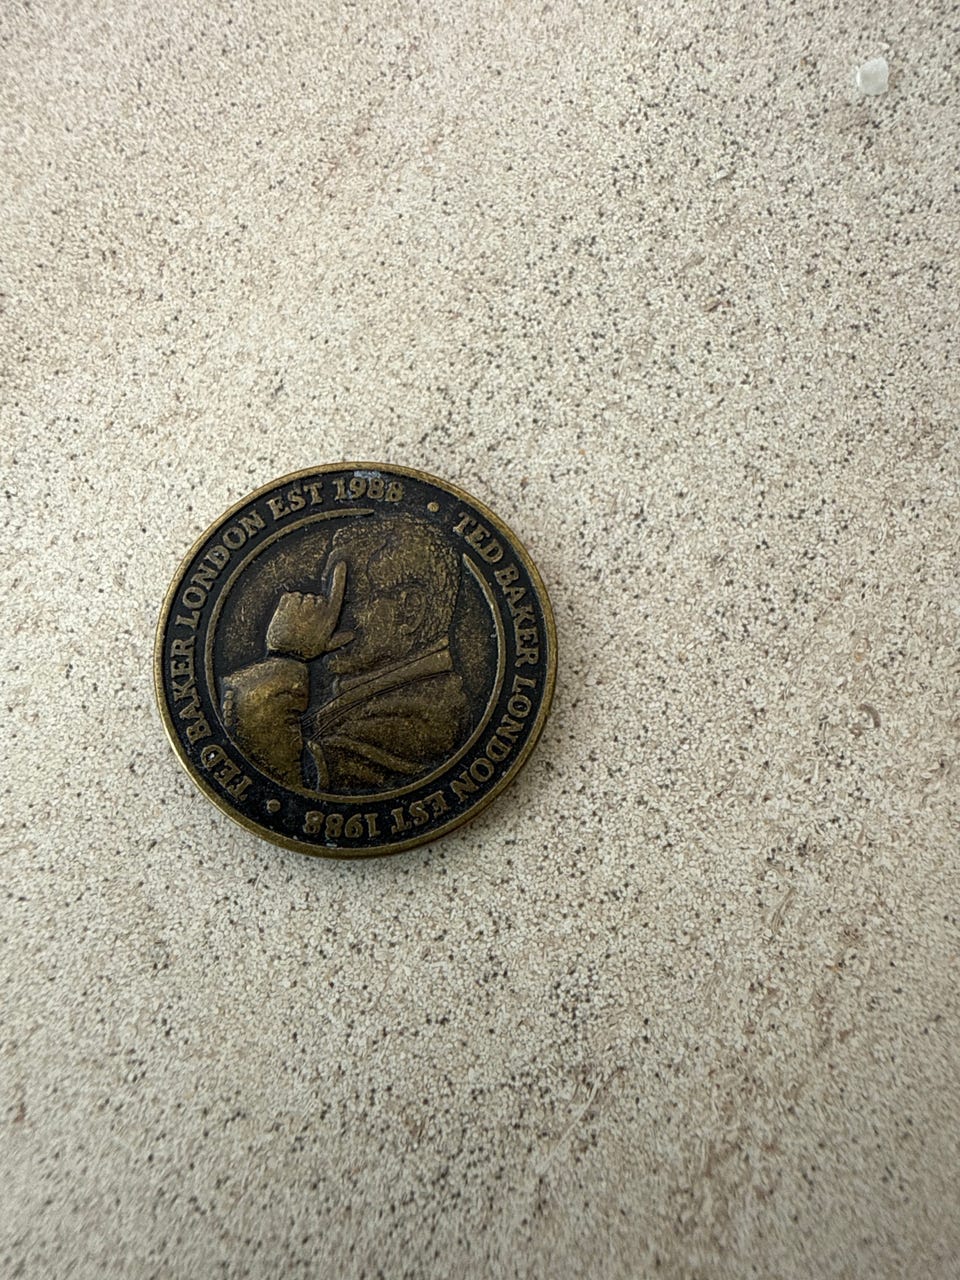 TED BAKER LONDON EST 1988
• TED BAKER LONDON EST 1988 •